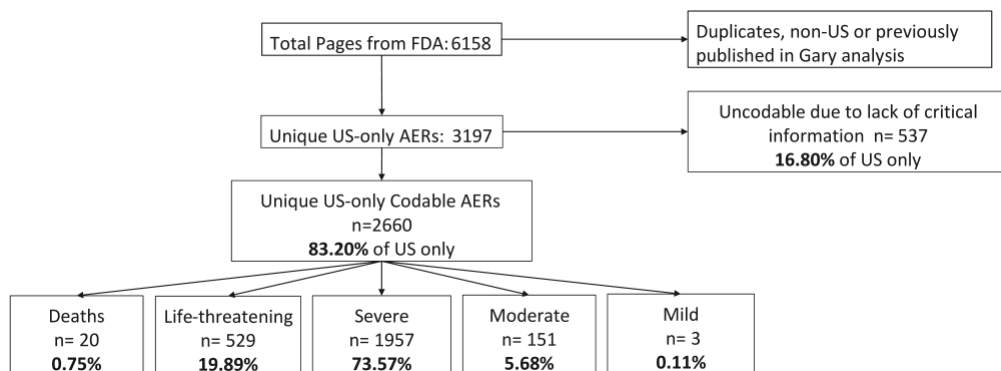 Total Pages from FDA: 6158
Duplicates, non-US or previously
published in Gary analysis
Unique US-only AERs: 3197
Uncodable due to lack of critical
information n= 537
16.80% of US only
Unique US-only Codable AERs
n=2660
83.20% of US only
Deaths
n= 20
0.75%
Life-threatening
n= 529
19.89%
Severe
n= 1957
73.57%
Moderate
n= 151
5.68%
Mild
n= 3
0.11%